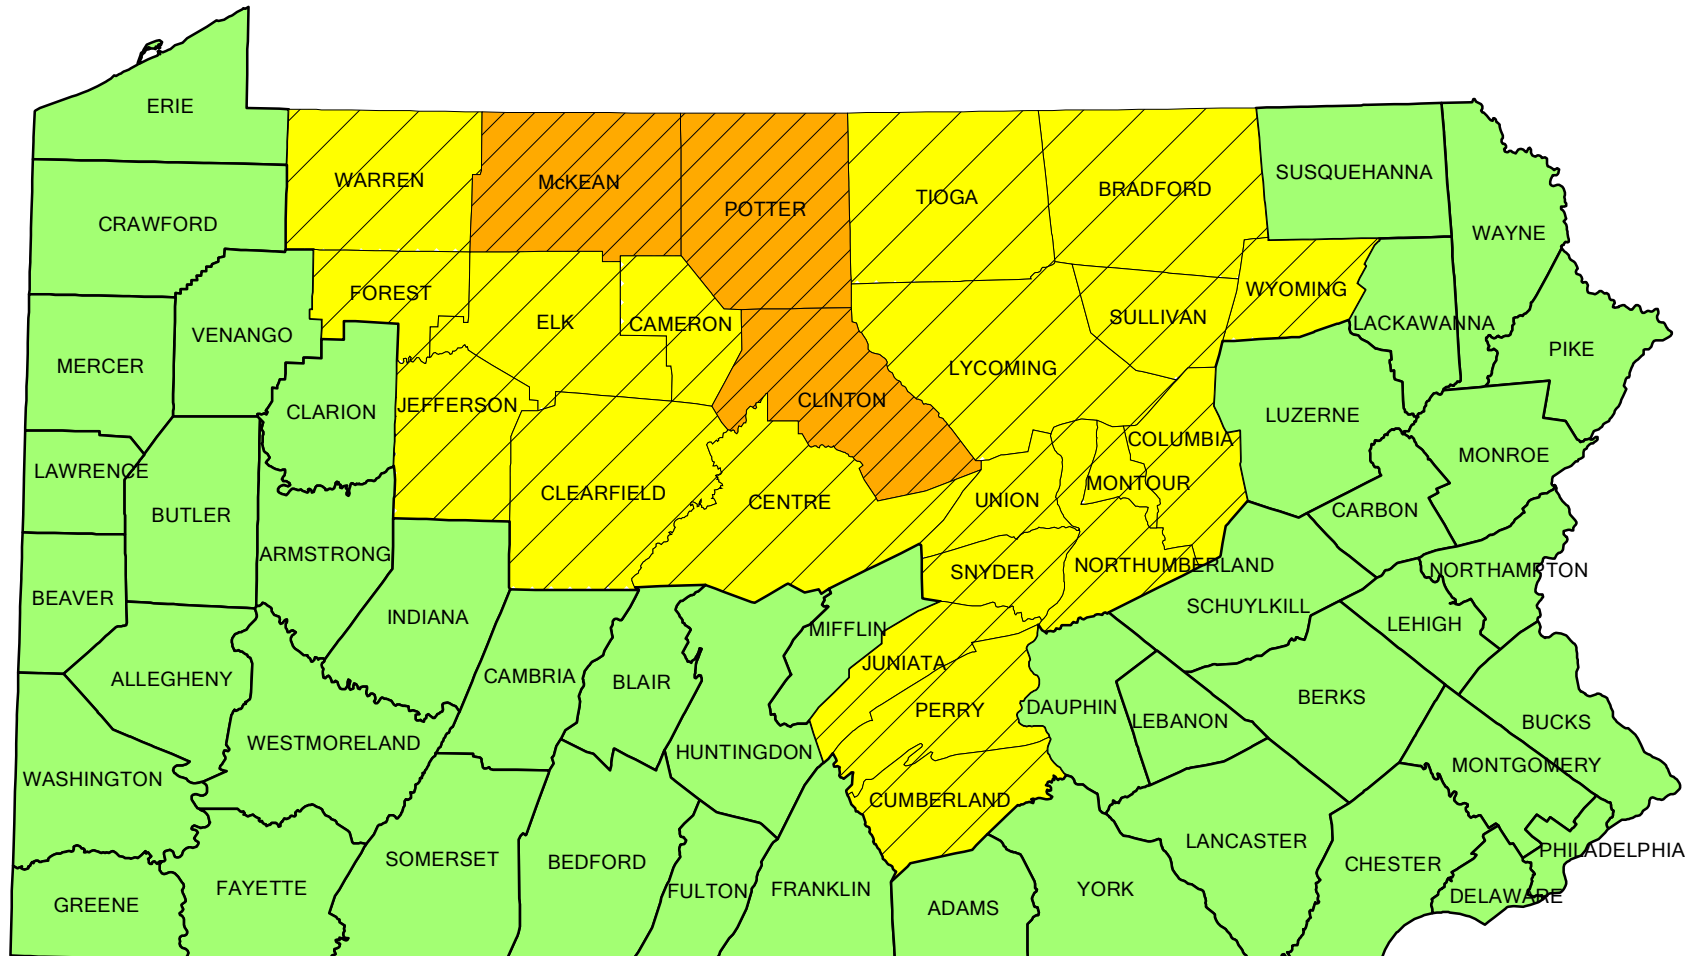 ERIE
WARREN
McKEAN
POTTER
TIOGA
BRADFORD
SUSQUEHANNA
WAYNE
CRAWFORD
FOREST
ELK
CAMERON
SULLIVAN
WYOMING
LACKAWANNA
PIKE
VENANGO
MERCER
LYCOMING
CLARION
JEFFERSON
CLINTON
LUZERNE
COLUMBIA
MONROE
LAWRENCE
BUTLER
CLEARFIELD
CENTRE
UNION
MONTOUR
CARBON
ARMSTRONG
SNYDER
NORTHUMBERLAND
NORTHAMPTON
BEAVER
INDIANA
MIFFLIN
SCHUYLKILL
LEHIGH
ALLEGHENY
CAMBRIA
BLAIR
JUNIATA
PERRY
DAUPHIN
LEBANON
BERKS
BUCKS
WESTMORELAND
HUNTINGDON
WASHINGTON
MONTGOMERY
CUMBERLAND
SOMERSET
BEDFORD
LANCASTER
CHESTER
PHILADELPHIA
GREENE
FAYETTE
FULTON
FRANKLIN
ADAMS
YORK
DELAWARE